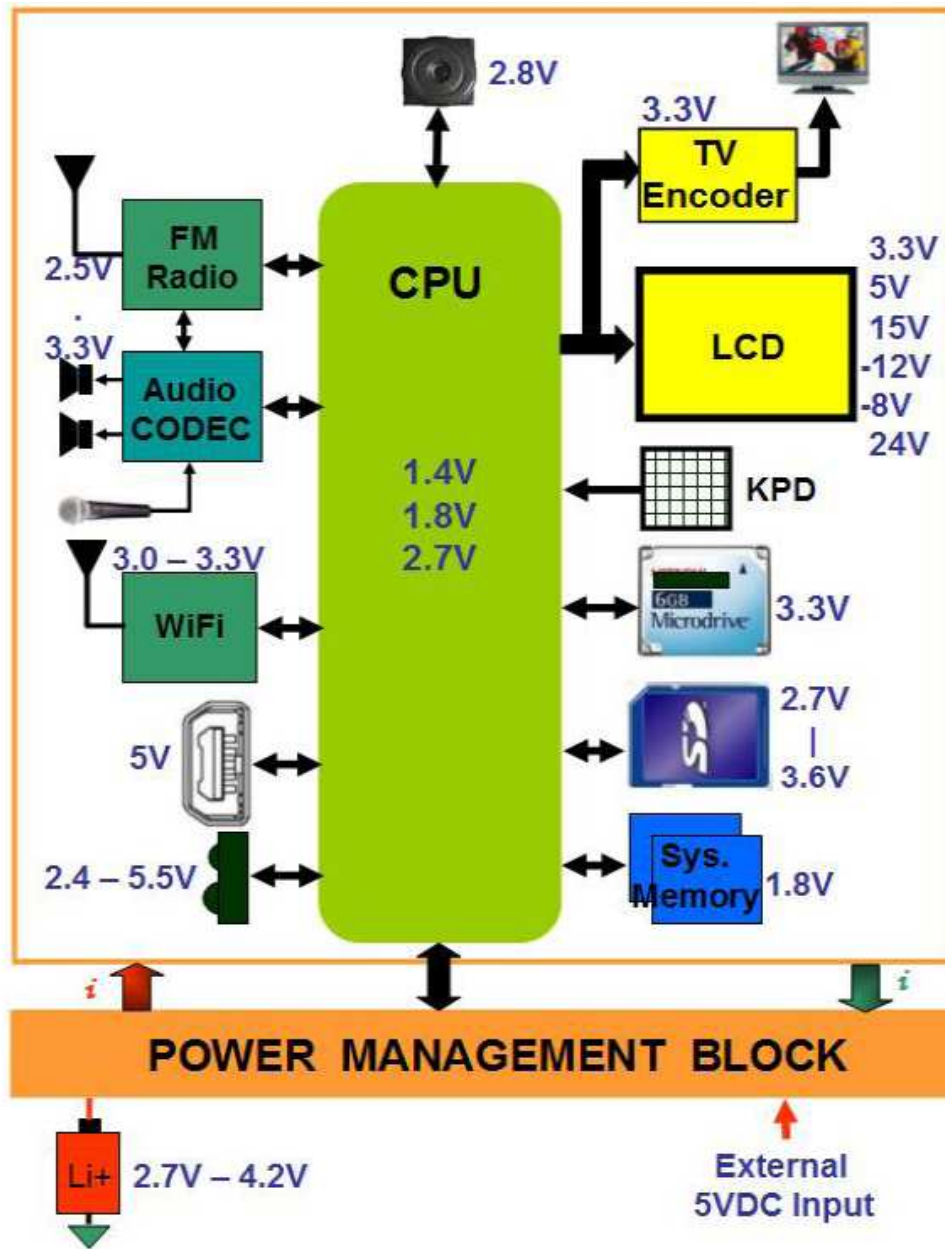 2.8V
3.3V
TV
Encoder
FM
Radio
2.5V
.
3.3V
CPU
3.3V
5V
15V
-12V
-8V
24V
LCD
Audio
CODEC
1.4V
1.8V
2.7V
KPD
3.0 – 3.3V
WiFi
6GB
Microdrive
3.3V
5V
2.7V
|
3.6V
2.4 – 5.5V
Sys.
Memory
1.8V
i
i
POWER MANAGEMENT BLOCK
Li+
2.7V – 4.2V
External
5VDC Input